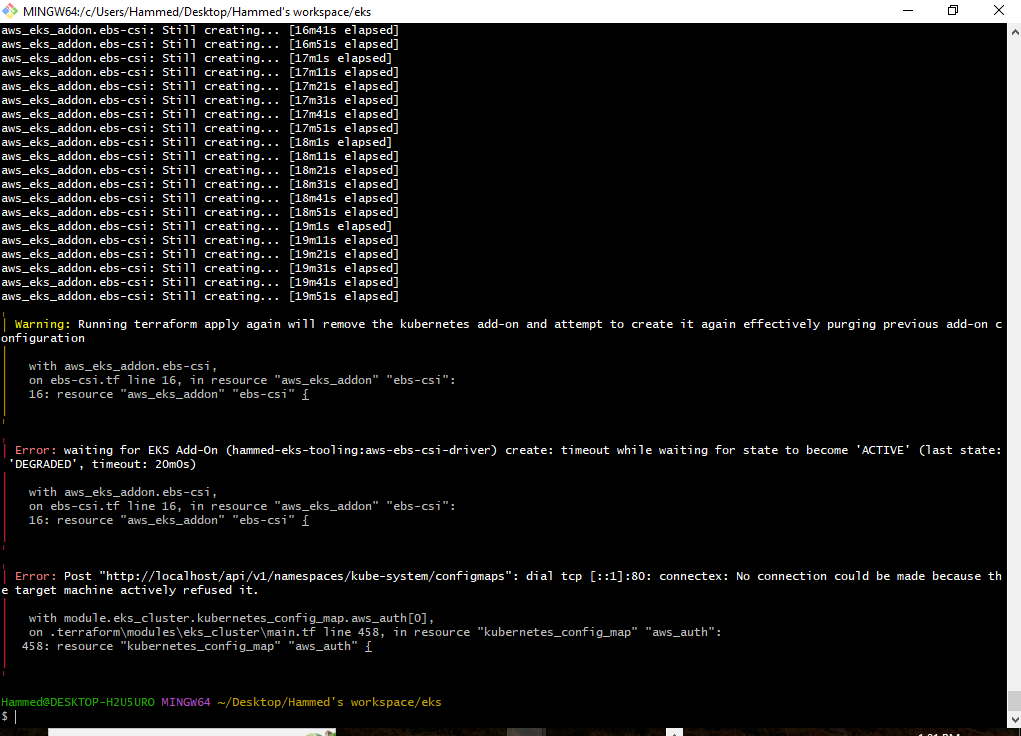 MINGW64:/c/Users/Hammed/Desktop/Hammed's workspace/eks
aws_eks_addon.ebs-csi: Still creating... [16m41s elapsed]
aws_eks_addon.ebs-csi: Still creating... [16m51s elapsed]
aws_eks_addon.ebs-csi: Still creating... [17m1s elapsed]
aws_eks_addon.ebs-csi: Still creating... [17m11s elapsed]
aws_eks_addon.ebs-csi: Still creating... [17m21s elapsed]
aws_eks_addon.ebs-csi: Still creating... [17m31s elapsed]
aws_eks_addon.ebs-csi: Still creating... [17m41s elapsed]
aws_eks_addon.ebs-csi: Still creating... [17m51s elapsed]
aws_eks_addon.ebs-csi: Still creating... [18m1s elapsed]
aws_eks_addon.ebs-csi: Still creating... [18m11s elapsed]
aws_eks_addon.ebs-csi: Still creating... [18m21s elapsed]
aws_eks_addon.ebs-csi: Still creating... [18m31s elapsed]
aws_eks_addon.ebs-csi: Still creating... [18m41s elapsed]
aws_eks_addon.ebs-csi: Still creating... [18m51s elapsed]
aws_eks_addon.ebs-csi: Still creating... [19m1s elapsed]
aws_eks_addon.ebs-csi: Still creating... [19m11s elapsed]
aws_eks_addon.ebs-csi: Still creating... [19m21s elapsed]
aws_eks_addon.ebs-csi: Still creating... [19m31s elapsed]
aws_eks_addon.ebs-csi: Still creating... [19m41s elapsed]
aws_eks_addon.ebs-csi: Still creating... [19m51s elapsed]
Warning: Running terraform apply again will remove the kubernetes add-on and attempt to create it again effectively purging previous add-on c
onfiguration
with aws_eks_addon.ebs-csi,
on ebs-csi.tf line 16, in resource "aws_eks_addon" "ebs-csi":
16: resource "aws_eks_addon" "ebs-csi" {
Error: waiting for EKS Add-On (hammed-eks-tooling:aws-ebs-csi-driver) create: timeout while waiting for state to become 'ACTIVE' (last state:
'DEGRADED', timeout: 20m0s)
with aws_eks_addon.ebs-csi,
on ebs-csi.tf line 16, in resource "aws_eks_addon" "ebs-csi":
16: resource "aws_eks_addon" "ebs-csi" {
Error: Post "http://localhost/api/v1/namespaces/kube-system/configmaps": dial tcp [::1]:80: connectex: No connection could be made because th
e target machine actively refused it.
with module.eks_cluster.kubernetes_config_map.aws_auth[0],
on .terraform\modules\eks_cluster\main.tf line 458, in resource "kubernetes_config_map" "aws_auth":
458: resource "kubernetes_config_map" "aws_auth" {
Hammed@DESKTOP-H2U5URO MINGW64 ~/Desktop/Hammed's workspace/eks
$